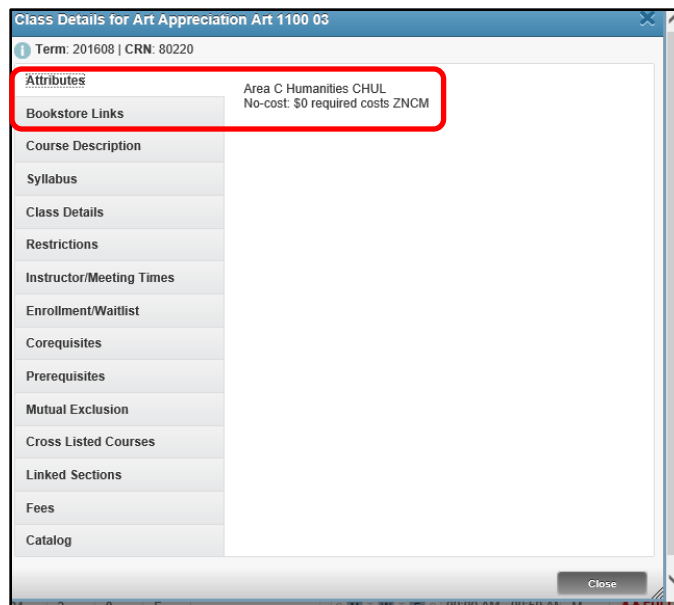 Class Details for Art Appreciation Art 1100 03
Term: 201608 | CRN: 80220
Attributes
Area C Humanities CHUL
No-cost: $0 required costs ZNCM
Bookstore Links
Course Description
Syllabus
Class Details
Restrictions
Instructor/Meeting Times
Enrollment/Waitlist
Corequisites
Prerequisites
Mutual Exclusion
Cross Listed Courses
Linked Sections
Fees
Catalog
Close